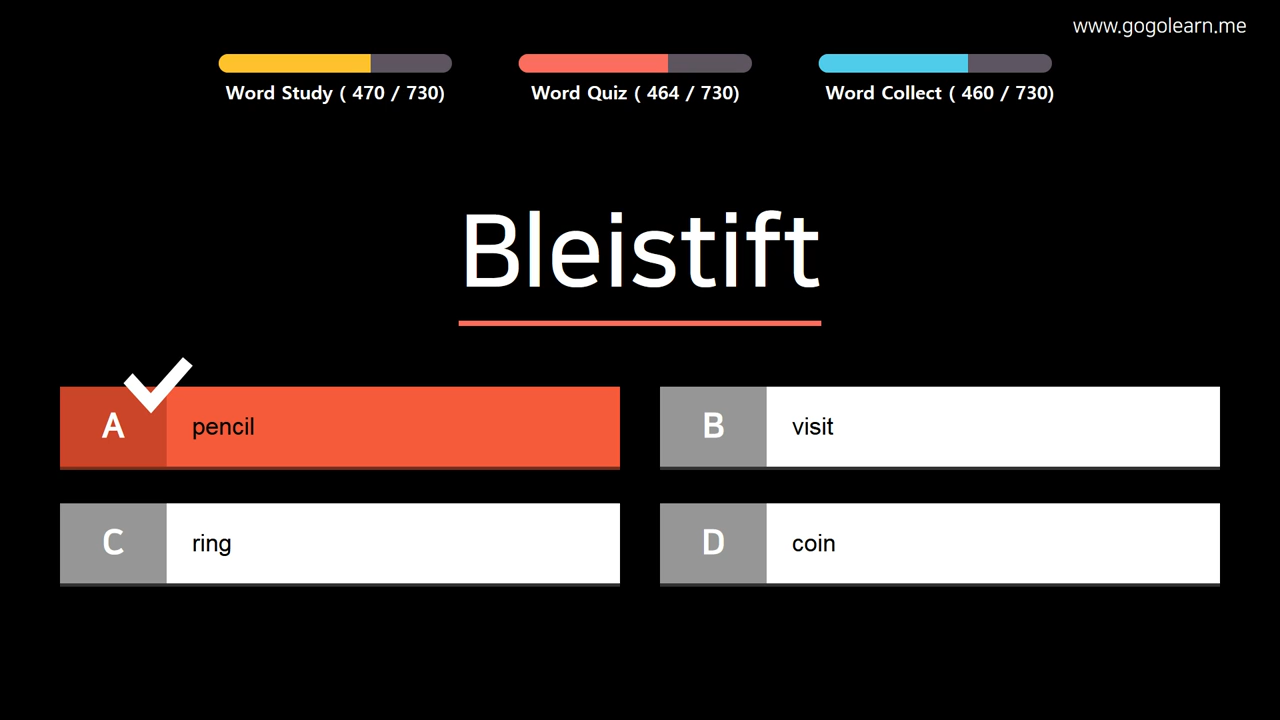 www.gogolearn.me
Word Study ( 470 / 730)
Word Quiz ( 464 / 730)
Word Collect ( 460 / 730)
Bleistift
A pencil
B visit
C ring
D coin